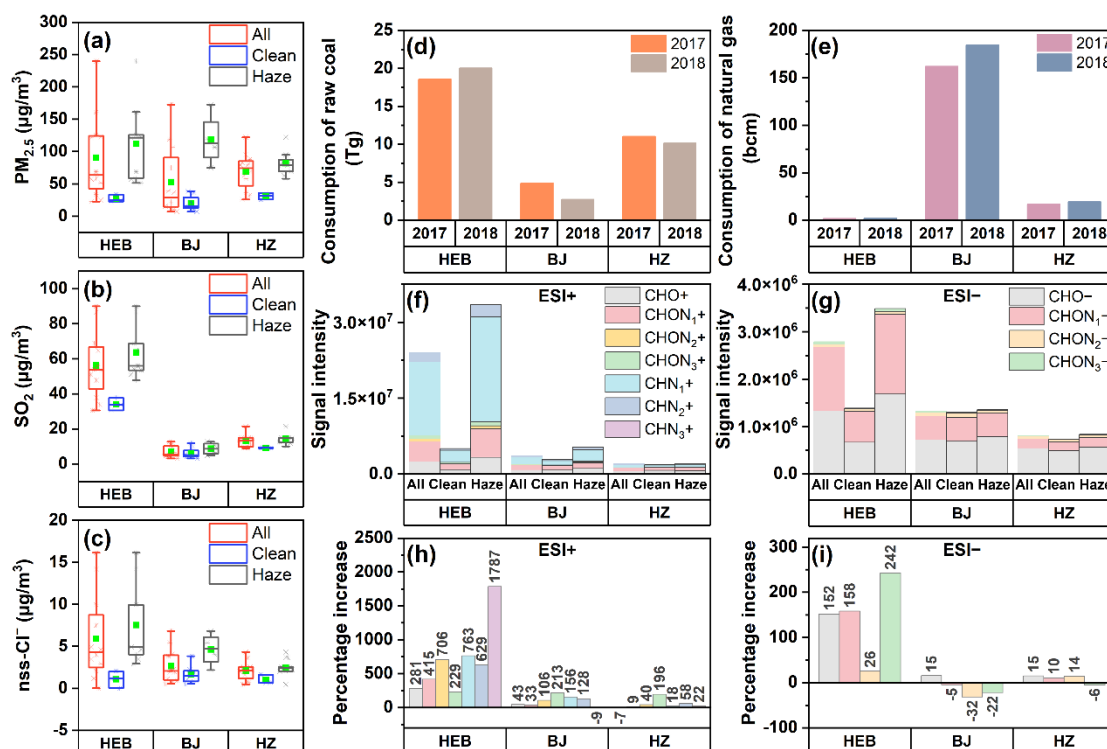 (a)
All
Clean
Haze
PM2.5 (μg/m³)
300
250
200
150
100
50
0
HEB BJ HZ
(b)
All
Clean
Haze
SO2 (μg/m³)
100
80
60
40
20
0
HEB BJ HZ
(c)
All
Clean
Haze
nss-Cl⁻ (μg/m³)
20
15
10
5
0
-5
HEB BJ HZ
(d)
2017
2018
Consumption of raw coal
(Tg)
25
20
15
10
5
0
2017 2018 2017 2018 2017 2018
HEB BJ HZ
(e)
2017
2018
Consumption of natural gas
(bcm)
200
150
100
50
0
2017 2018 2017 2018 2017 2018
HEB BJ HZ
(f) ESI+
CHO+
CHON1+
CHON2+
CHON3+
CHN1+
CHN2+
CHN3+
Signal intensity
3.0×10⁷
1.5×10⁷
0.0
All Clean Haze All Clean Haze All Clean Haze
HEB BJ HZ
(g) ESI−
CHO−
CHON1−
CHON2−
CHON3−
Signal intensity
4.0×10⁶
3.0×10⁶
2.0×10⁶
1.0×10⁶
0.0
All Clean Haze All Clean Haze All Clean Haze
HEB BJ HZ
(h) ESI+
Percentage increase
2500
2000
1500
1000
500
0
281 415 706 229 763 629 1787
43 33 106 213 156 128 -9
-7 9 40 196 18 58 22
HEB BJ HZ
(i) ESI−
Percentage increase
300
200
100
0
-100
152 158 26 242
15 -5 -32 -22
15 10 14 -6
HEB BJ HZ